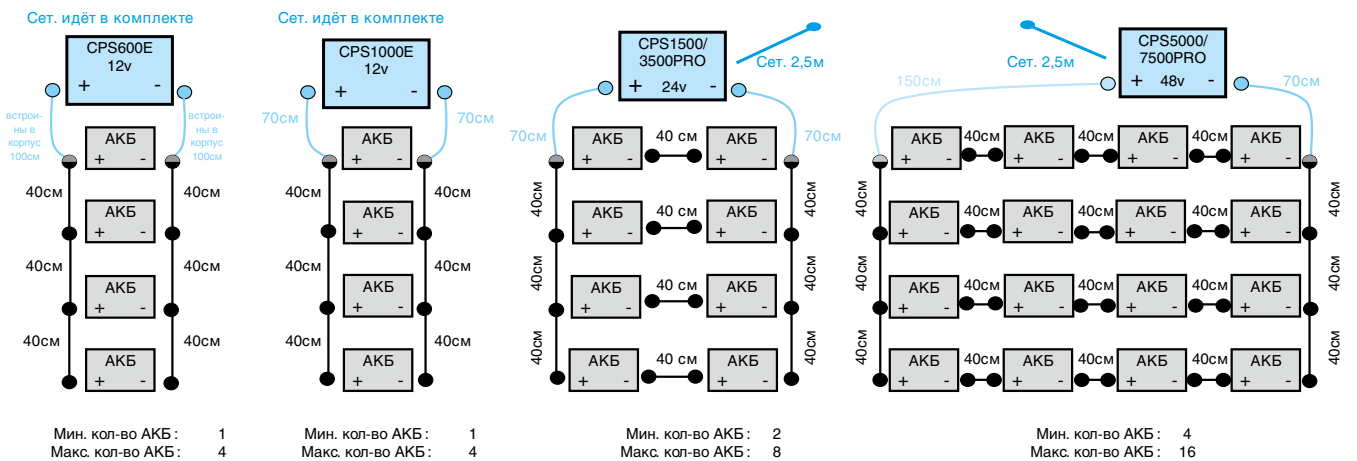 Сет. идёт в комплекте
CPS600E
12v
+ -
встрои-
ны в
корпус
100см
встрои-
ны в
корпус
100см
АКБ
+ -
40см 40см
АКБ
+ -
40см 40см
АКБ
+ -
40см 40см
АКБ
+ -
Мин. кол-во АКБ: 1
Макс. кол-во АКБ: 4
Сет. идёт в комплекте
CPS1000E
12v
+ -
70см 70см
АКБ
+ -
40см 40см
АКБ
+ -
40см 40см
АКБ
+ -
40см 40см
АКБ
+ -
Мин. кол-во АКБ: 1
Макс. кол-во АКБ: 4
CPS1500/
3500PRO
+ 24v -
Сет. 2,5м
70см 70см
АКБ 40 см АКБ
+ - + -
40см 40см
АКБ 40 см АКБ
+ - + -
40см 40см
АКБ 40 см АКБ
+ - + -
40см 40см
АКБ 40 см АКБ
+ - + -
Мин. кол-во АКБ: 2
Макс. кол-во АКБ: 8
Сет. 2,5м
CPS5000/
7500PRO
+ 48v -
150см 70см
АКБ 40см АКБ 40см АКБ 40см АКБ
+ - + - + - + -
40см 40см
АКБ 40см АКБ 40см АКБ 40см АКБ
+ - + - + - + -
40см 40см
АКБ 40см АКБ 40см АКБ 40см АКБ
+ - + - + - + -
40см 40см
АКБ 40см АКБ 40см АКБ 40см АКБ
+ - + - + - + -
Мин. кол-во АКБ: 4
Макс. кол-во АКБ: 16